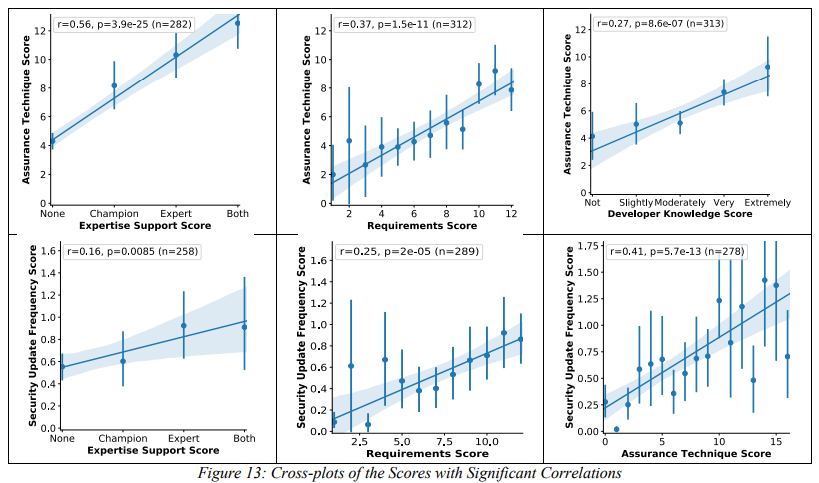 r=0.56, p=3.9e-25 (n=282)
Assurance Technique Score
12
10
8
6
4
2
0
None Champion Expert Both
Expertise Support Score
r=0.37, p=1.5e-11 (n=312)
Assurance Technique Score
12
10
8
6
4
2
0
2 4 6 8 10 12
Requirements Score
r=0.27, p=8.6e-07 (n=313)
Assurance Technique Score
12
10
8
6
4
2
0
Not Slightly Moderately Very Extremely
Developer Knowledge Score
r=0.16, p=0.0085 (n=258)
Security Update Frequency Score
1.6
1.4
1.2
1.0
0.8
0.6
0.4
0.2
0.0
None Champion Expert Both
Expertise Support Score
r=0.25, p=2e-05 (n=289)
Security Update Frequency Score
1.6
1.4
1.2
1.0
0.8
0.6
0.4
0.2
0.0
2.5 5.0 7.5 10.0
Requirements Score
r=0.41, p=5.7e-13 (n=278)
Security Update Frequency Score
1.75
1.50
1.25
1.00
0.75
0.50
0.25
0.00
0 5 10 15
Assurance Technique Score
Figure 13: Cross-plots of the Scores with Significant Correlations